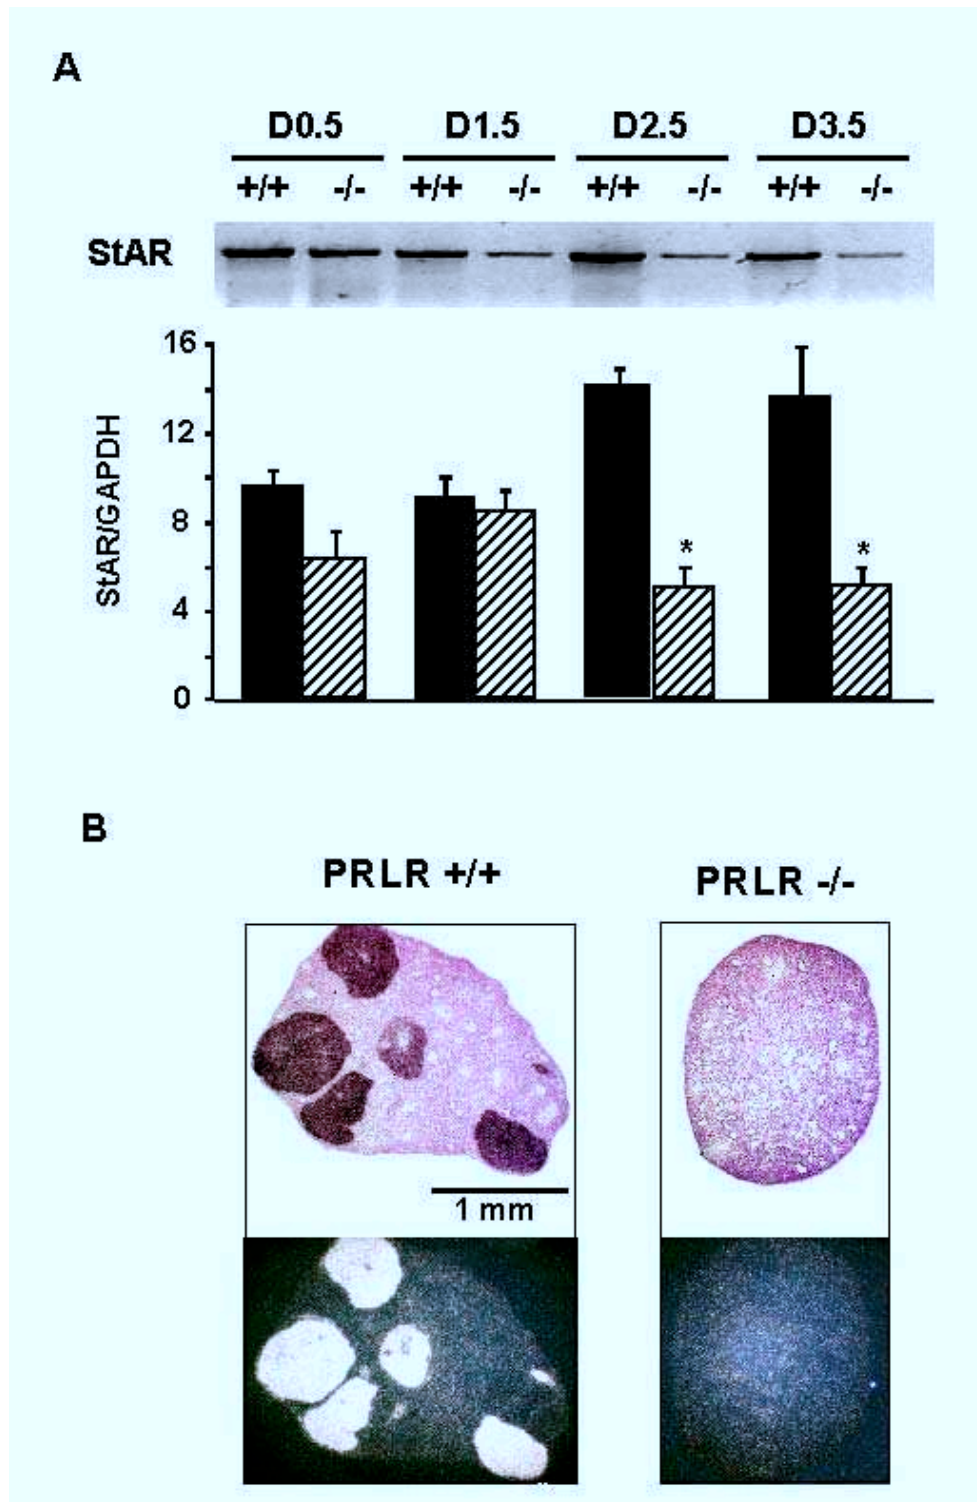 A
D0.5 D1.5 D2.5 D3.5
+/+ -/- +/+ -/- +/+ -/- +/+ -/-
StAR
16
12
8
4
0
StAR/GAPDH
* *
B
PRLR +/+ PRLR -/-
1 mm